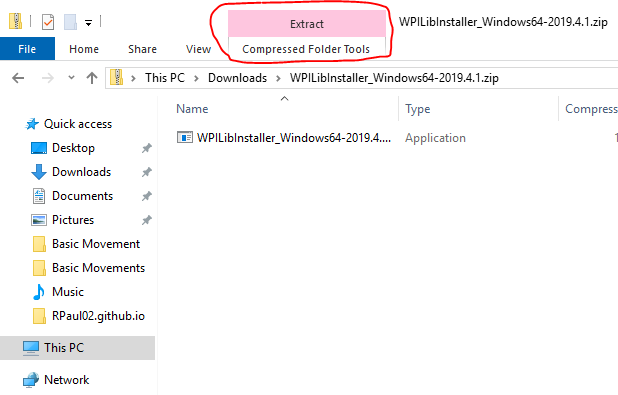 Extract
WPILibInstaller_Windows64-2019.4.1.zip
File Home Share View Compressed Folder Tools
This PC Downloads WPILibInstaller_Windows64-2019.4.1.zip
Name Type Compress
WPILibInstaller_Windows64-2019.4.... Application 1
Quick access
Desktop
Downloads
Documents
Pictures
Basic Movement
Basic Movements
Music
RPaul02.github.io
This PC
Network